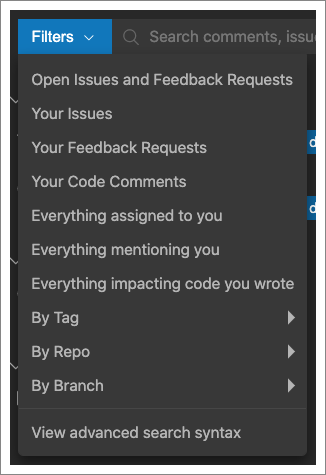 Filters
Search comments, issue
Open Issues and Feedback Requests
Your Issues
Your Feedback Requests
Your Code Comments
Everything assigned to you
Everything mentioning you
Everything impacting code you wrote
By Tag
By Repo
By Branch
View advanced search syntax
d
d